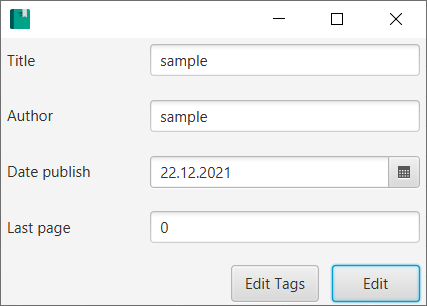 Title
sample
Author
sample
Date publish
22.12.2021
Last page
0
Edit Tags
Edit